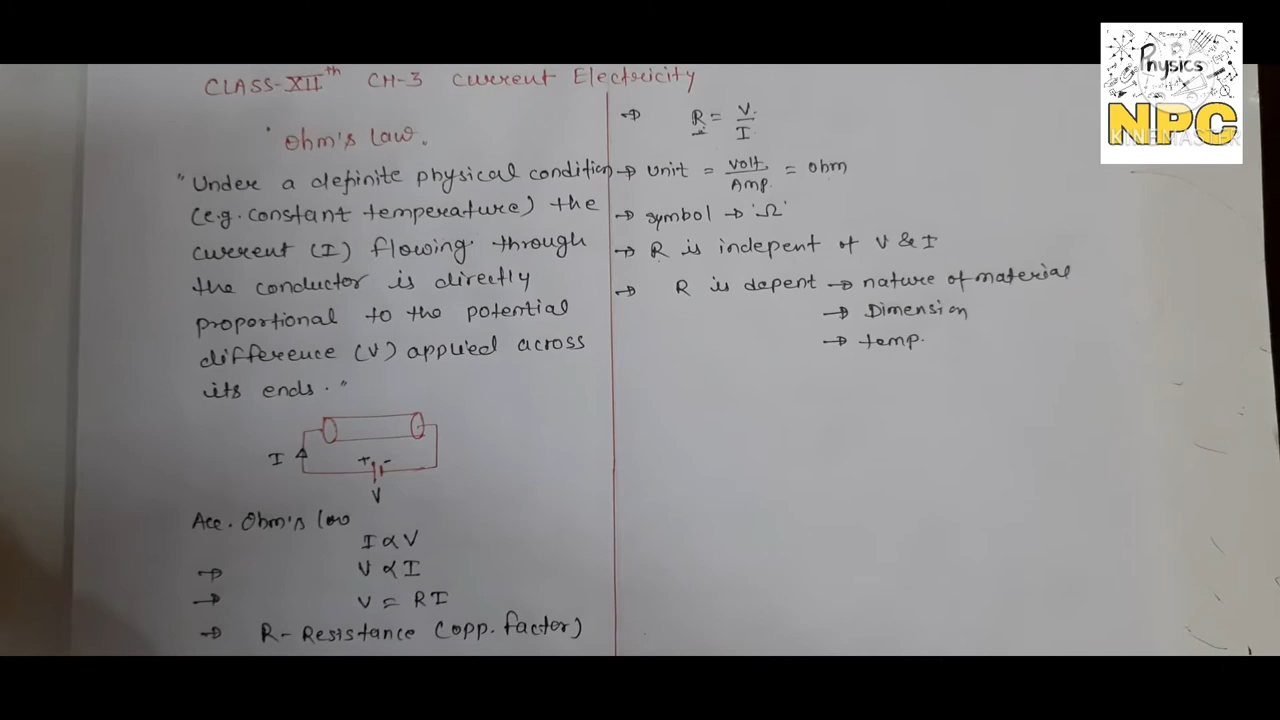 CLASS-XIIth CH-3 Current Electricity
Ohm's Law.
"Under a definite physical condition
(e.g. constant temperature) the
current (I) flowing through
the conductor is directly
proportional to the potential
difference (V) applied across
its ends."
I
+ -
V
Acc. Ohm's law
I ∝ V
→ V ∝ I
→ V = RI
→ R - Resistance (opp. factor)
→ R = V/I
→ unit = volt/Amp. = ohm
→ symbol → 'Ω'
→ R is indepent of V & I
→ R is depent → nature of material
→ Dimension
→ temp.
Physics
NPC
KINEMASTER